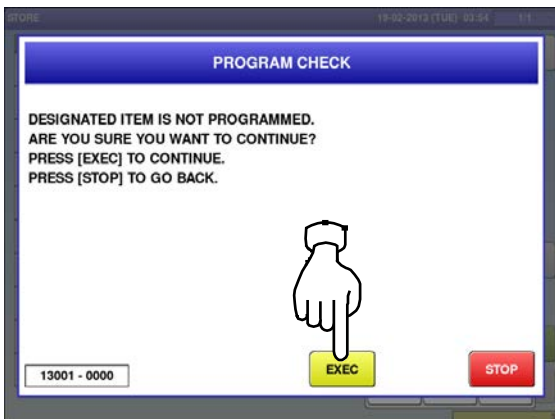 STORE 19-02-2013 (TUE) 03:54 1/1
PROGRAM CHECK
DESIGNATED ITEM IS NOT PROGRAMMED.
ARE YOU SURE YOU WANT TO CONTINUE?
PRESS [EXEC] TO CONTINUE.
PRESS [STOP] TO GO BACK.
13001 - 0000 EXEC STOP